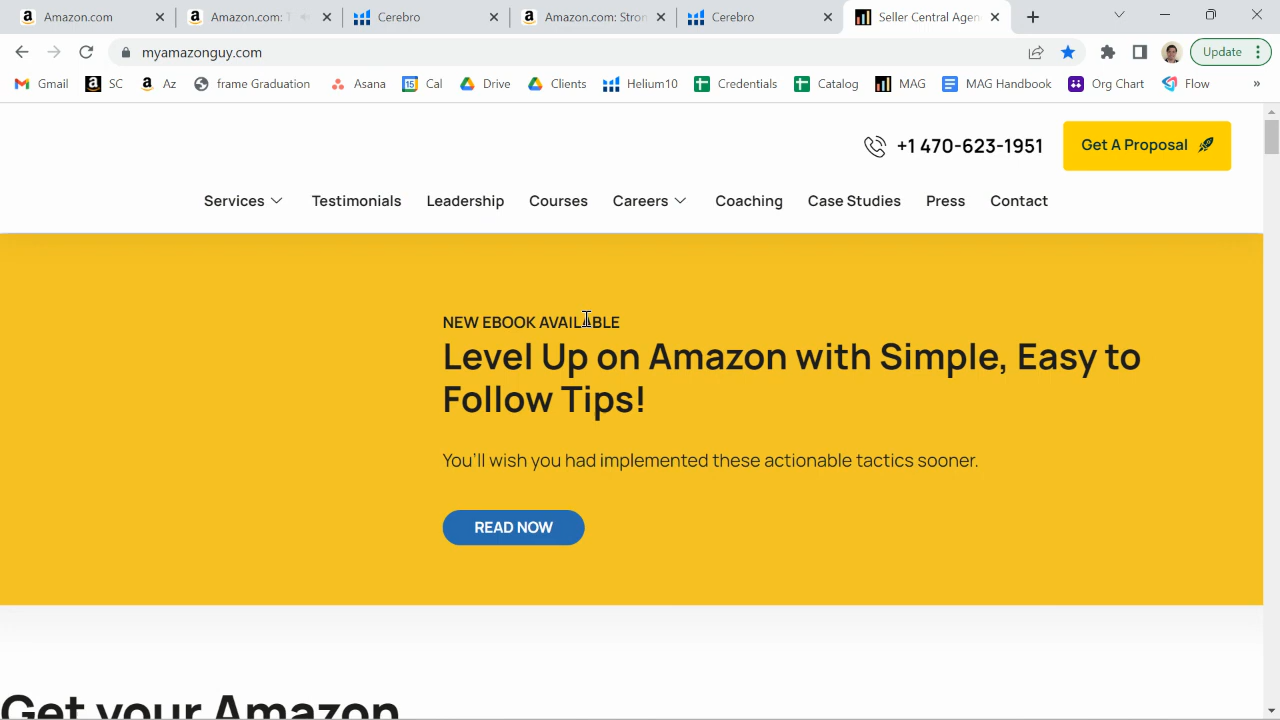 Amazon.com
Amazon.com: T
Cerebro
Amazon.com: Stron
Cerebro
Seller Central Agen
myamazonguy.com
Update
Gmail
SC
Az
frame Graduation
Asana
Cal
Drive
Clients
Helium10
Credentials
Catalog
MAG
MAG Handbook
Org Chart
Flow
»
+1 470-623-1951
Get A Proposal
Services
Testimonials
Leadership
Courses
Careers
Coaching
Case Studies
Press
Contact
NEW EBOOK AVAILABLE
Level Up on Amazon with Simple, Easy to
Follow Tips!
You'll wish you had implemented these actionable tactics sooner.
READ NOW
Get your Amazon